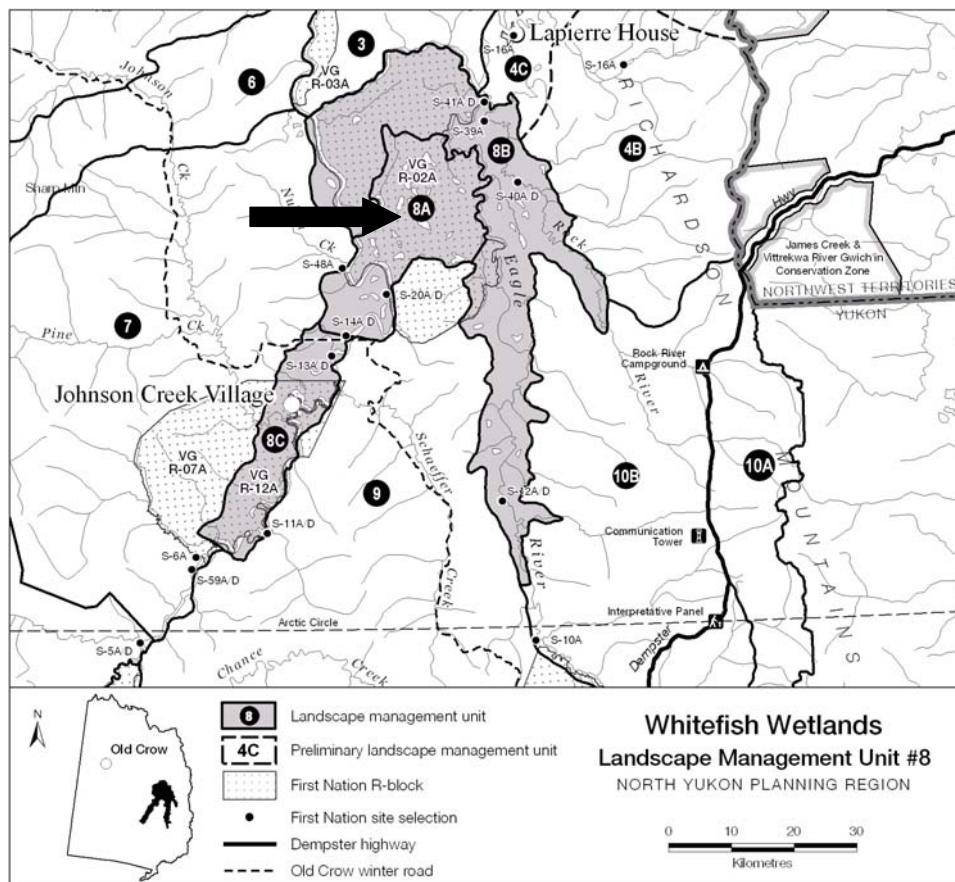 Lapierre House
S-16A
3
4C
S-16A
6
VG
R-03A
Johnson
Ck
S-41A/D
S-39A
8B
4B
RICHARDSON
VG
R-02A
8A
S-40A/D
Rock
Hwy
Sharp Mtn
Ck
James Creek &
Vittrekwa River Gwich'in
Conservation Zone
S-48A
Eagle
NORTHWEST TERRITORIES
YUKON
S-20A/D
7
Pine
Ck
S-14A/D
S-13A/D
Rock River
Campground
River
Johnson Creek Village
8C
Schaeffer
VG
R-07A
VG
R-12A
9
10B
10A
MOUNTAINS
S-42A/D
S-11A/D
Communication
Tower
S-6A
S-59A/D
River
Creek
Interpretative Panel
Arctic Circle
S-5A/D
S-10A
Dempster
Chance
Creek
N
Old Crow
8
Landscape management unit
4C
Preliminary landscape management unit
First Nation R-block
First Nation site selection
Dempster highway
Old Crow winter road
Whitefish Wetlands
Landscape Management Unit #8
NORTH YUKON PLANNING REGION
0 10 20 30
Kilometres